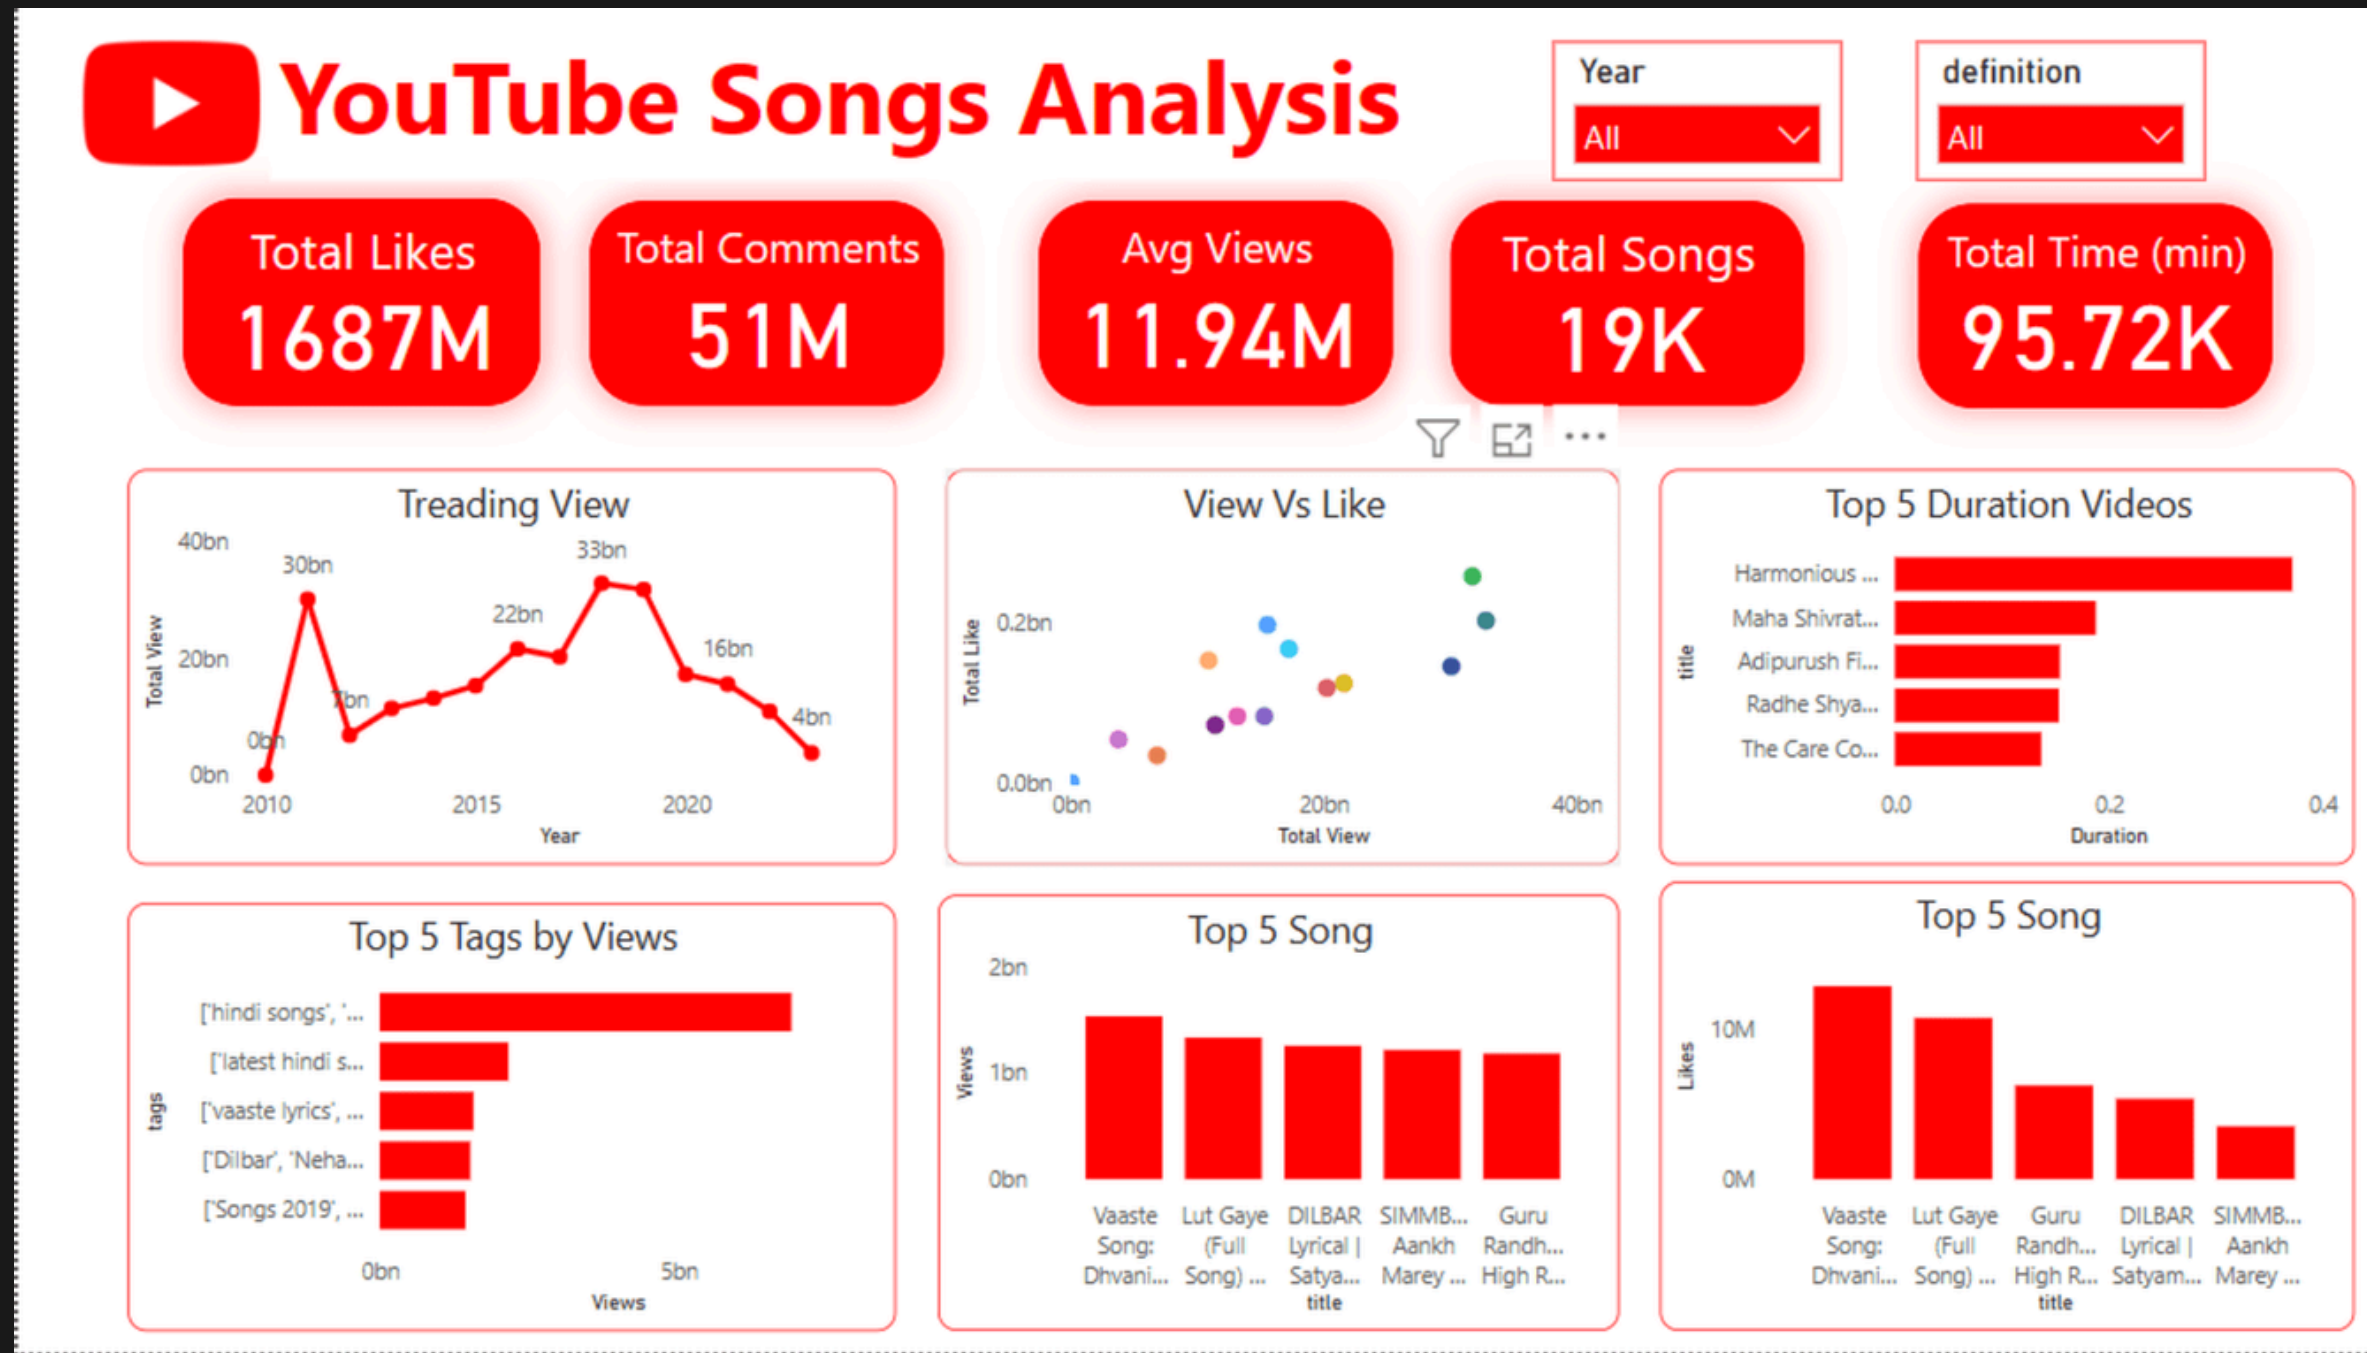 YouTube Songs Analysis
Year
All
definition
All
Total Likes
1687M
Total Comments
51M
Avg Views
11.94M
Total Songs
19K
Total Time (min)
95.72K
Treading View
Total View
40bn
20bn
0bn
0bn
30bn
7bn
22bn
33bn
16bn
4bn
2010
2015
2020
Year
View Vs Like
Total Like
0.2bn
0.0bn
0bn
20bn
40bn
Total View
Top 5 Duration Videos
title
Harmonious ...
Maha Shivrat...
Adipurush Fi...
Radhe Shya...
The Care Co...
0.0
0.2
0.4
Duration
Top 5 Tags by Views
tags
['hindi songs', '...
['latest hindi s...
['vaaste lyrics', ...
['Dilbar', 'Neha...
['Songs 2019', ...
0bn
5bn
Views
Top 5 Song
Views
2bn
1bn
0bn
Vaaste
Song:
Dhvani...
Lut Gaye
(Full
Song) ...
DILBAR
Lyrical |
Satya...
SIMMB...
Aankh
Marey ...
Guru
Randh...
High R...
title
Top 5 Song
Likes
10M
0M
Vaaste
Song:
Dhvani...
Lut Gaye
(Full
Song) ...
Guru
Randh...
High R...
DILBAR
Lyrical |
Satyam...
SIMMB...
Aankh
Marey ...
title